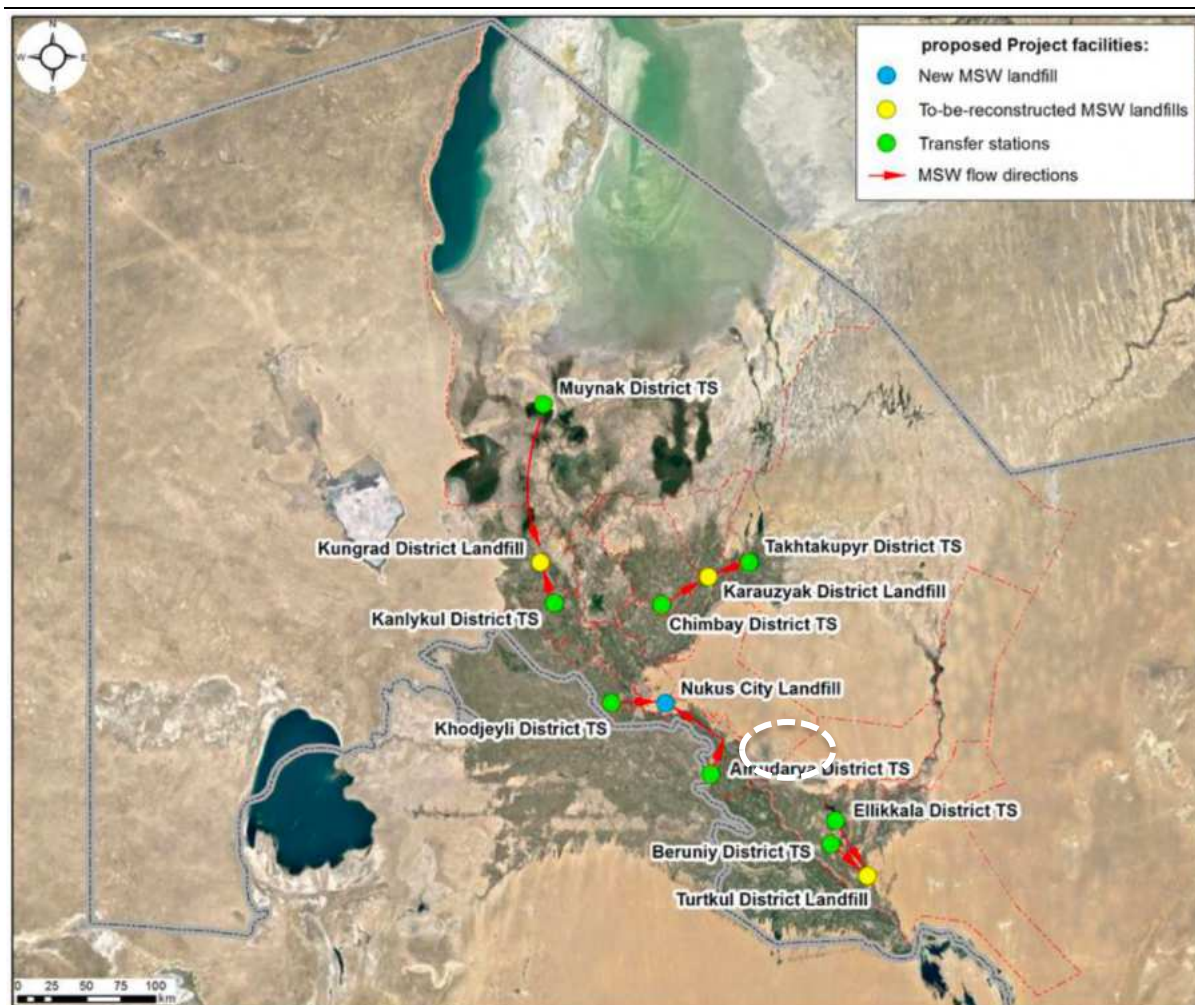 N
W E
S
proposed Project facilities:
New MSW landfill
To-be-reconstructed MSW landfills
Transfer stations
MSW flow directions
Muynak District TS
Kungrad District Landfill
Takhtakupyr District TS
Karauzyak District Landfill
Kanlykul District TS
Chimbay District TS
Nukus City Landfill
Khodjeyli District TS
Amudarya District TS
Ellikkala District TS
Beruniy District TS
Turtkul District Landfill
0 25 50 75 100
km